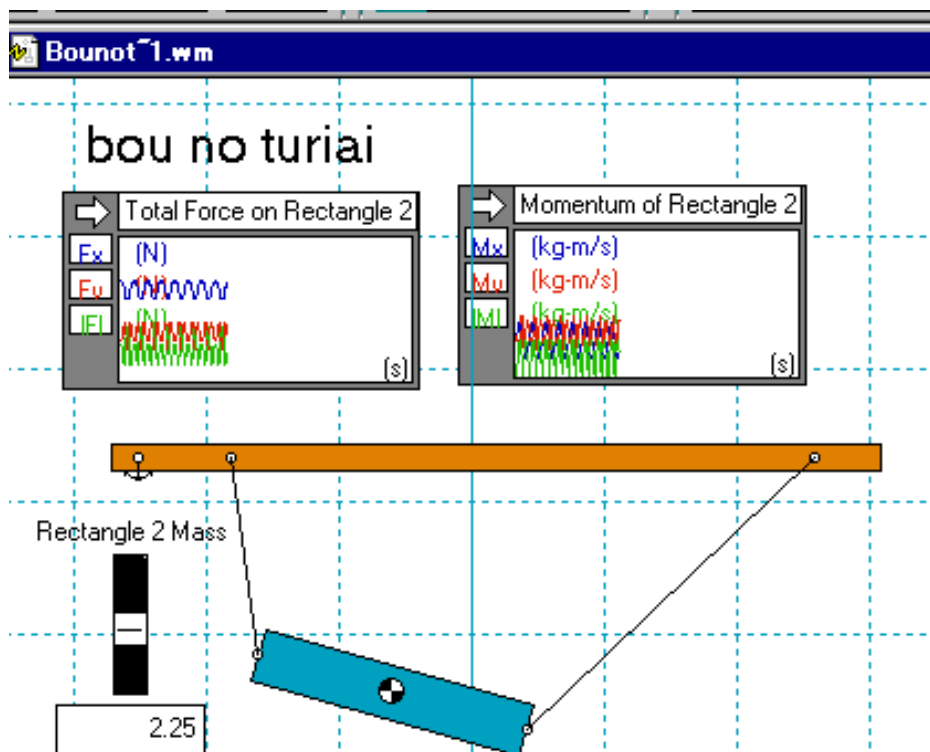 Bounot~1.wm
bou no turiai
Total Force on Rectangle 2
Fx (N)
Fy (N)
|F| (N)
(s)
Momentum of Rectangle 2
Mx (kg-m/s)
My (kg-m/s)
|M| (kg-m/s)
(s)
Rectangle 2 Mass
2.25